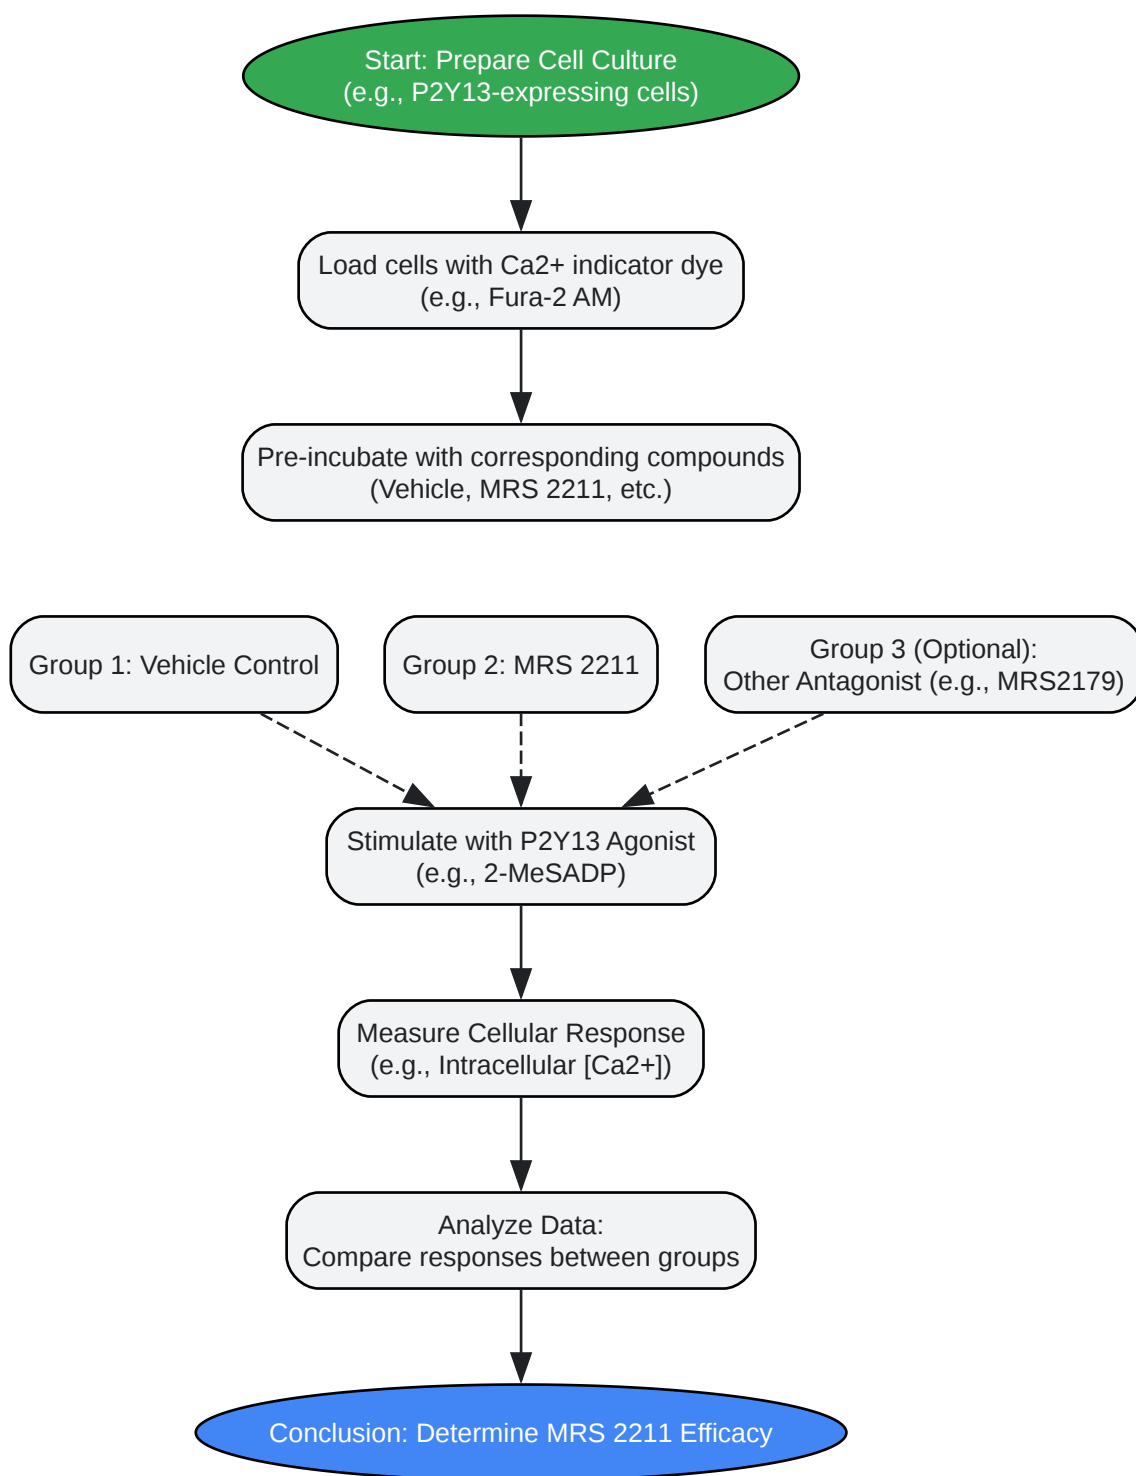 Start: Prepare Cell Culture
(e.g., P2Y13-expressing cells)
Load cells with Ca2+ indicator dye
(e.g., Fura-2 AM)
Pre-incubate with corresponding compounds
(Vehicle, MRS 2211, etc.)
Group 1: Vehicle Control
Group 2: MRS 2211
Group 3 (Optional):
Other Antagonist (e.g., MRS2179)
Stimulate with P2Y13 Agonist
(e.g., 2-MeSADP)
Measure Cellular Response
(e.g., Intracellular [Ca2+])
Analyze Data:
Compare responses between groups
Conclusion: Determine MRS 2211 Efficacy